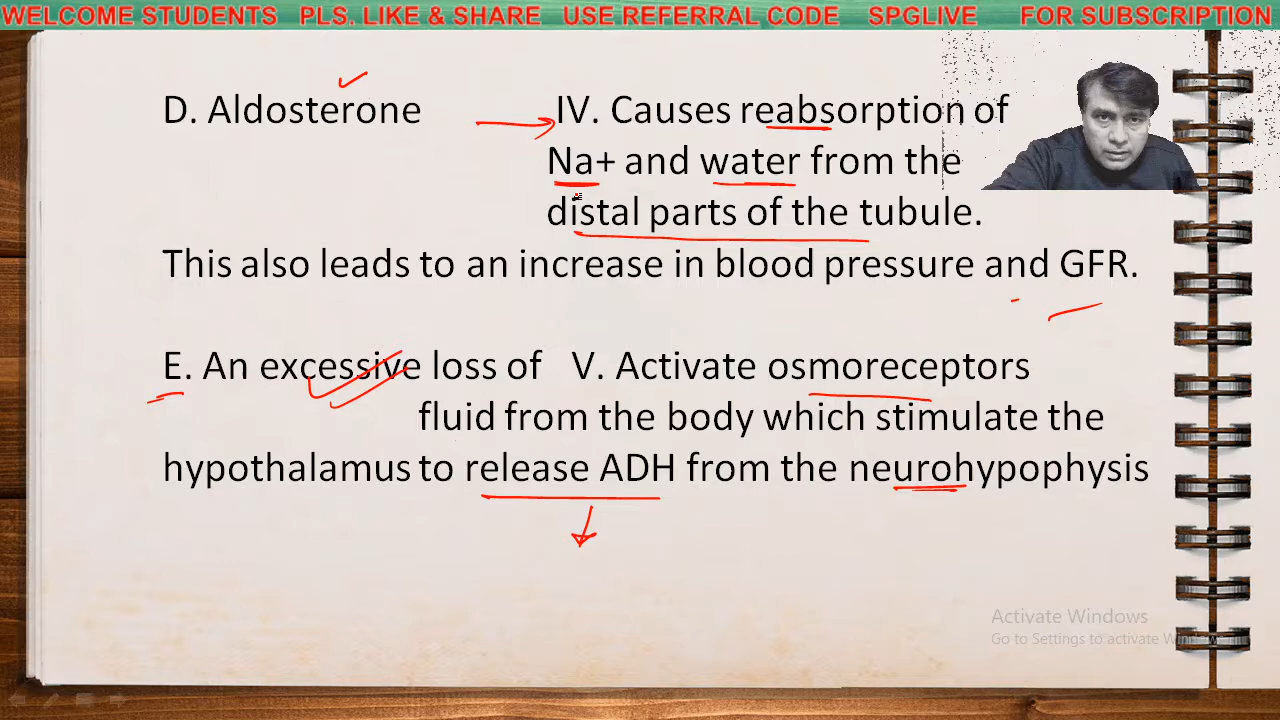 WELCOME STUDENTS PLS. LIKE & SHARE USE REFERRAL CODE SPGLIVE FOR SUBSCRIPTION
D. Aldosterone IV. Causes reabsorption of
Na+ and water from the
distal parts of the tubule.
This also leads to an increase in blood pressure and GFR.
E. An excessive loss of V. Activate osmoreceptors
fluid from the body which stimulate the
hypothalamus to release ADH from the neurohypophysis
Activate Windows
Go to Settings to activate Windows